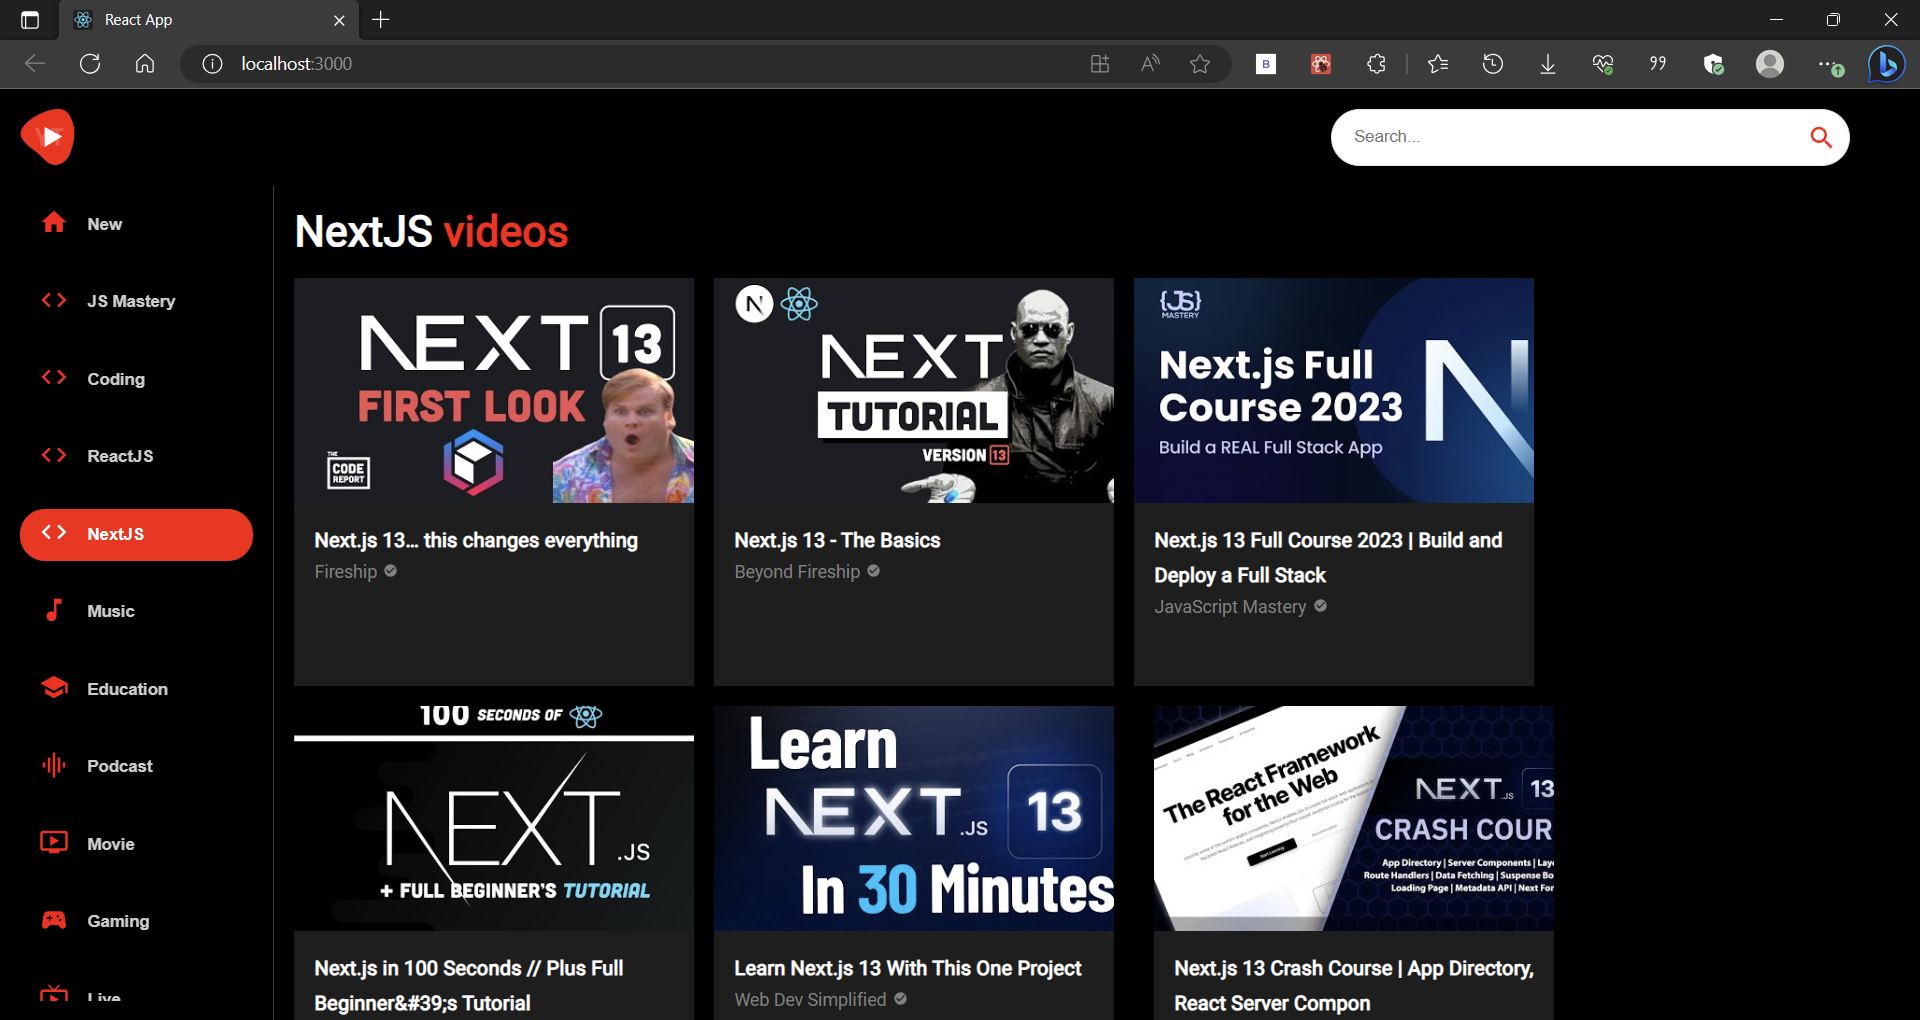 React App
localhost:3000
Search...
New
JS Mastery
Coding
ReactJS
NextJS
Music
Education
Podcast
Movie
Gaming
Live
NextJS videos
NEXT 13
FIRST LOOK
THE
CODE
REPORT
Next.js 13… this changes everything
Fireship
N
NEXT
TUTORIAL
VERSION 13
Next.js 13 - The Basics
Beyond Fireship
{JS}
MASTERY
Next.js Full
Course 2023
Build a REAL Full Stack App
N
Next.js 13 Full Course 2023 | Build and
Deploy a Full Stack
JavaScript Mastery
100 SECONDS OF
NEXT.JS
+ FULL BEGINNER'S TUTORIAL
Next.js in 100 Seconds // Plus Full
Beginner&#39;s Tutorial
Learn
NEXT.JS 13
In 30 Minutes
Learn Next.js 13 With This One Project
Web Dev Simplified
The React Framework
for the Web
Start Learning
NEXT.JS 13
CRASH COUR
App Directory | Server Components | Laye
Route Handlers | Data Fetching | Suspense Bo
Loading Page | Metadata API | Next For
Next.js 13 Crash Course | App Directory,
React Server Compon